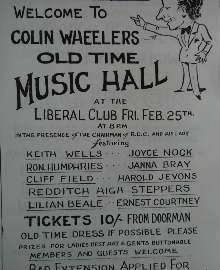 WELCOME TO
COLIN WHEELERS
OLD TIME
MUSIC HALL
AT THE
LIBERAL CLUB FRI. FEB. 25TH.
AT 8 P.M.
IN THE PRESENCE OF THE CHAIRMAN OF R.D.C. AND HIS LADY
featuring
KEITH WELLS JOYCE NOCK
RON. HUMPHRIES JANNA BRAY
CLIFF FIELD HAROLD JEVONS
REDDITCH HIGH STEPPERS
LILIAN BEALE ERNEST COURTNEY
TICKETS 10/- FROM DOORMAN
OLD TIME DRESS IF POSSIBLE PLEASE
PRIZES FOR LADIES BEST HAT & GENTS BUTTONHOLE
MEMBERS AND GUESTS WELCOME
BAR EXTENSION APPLIED FOR